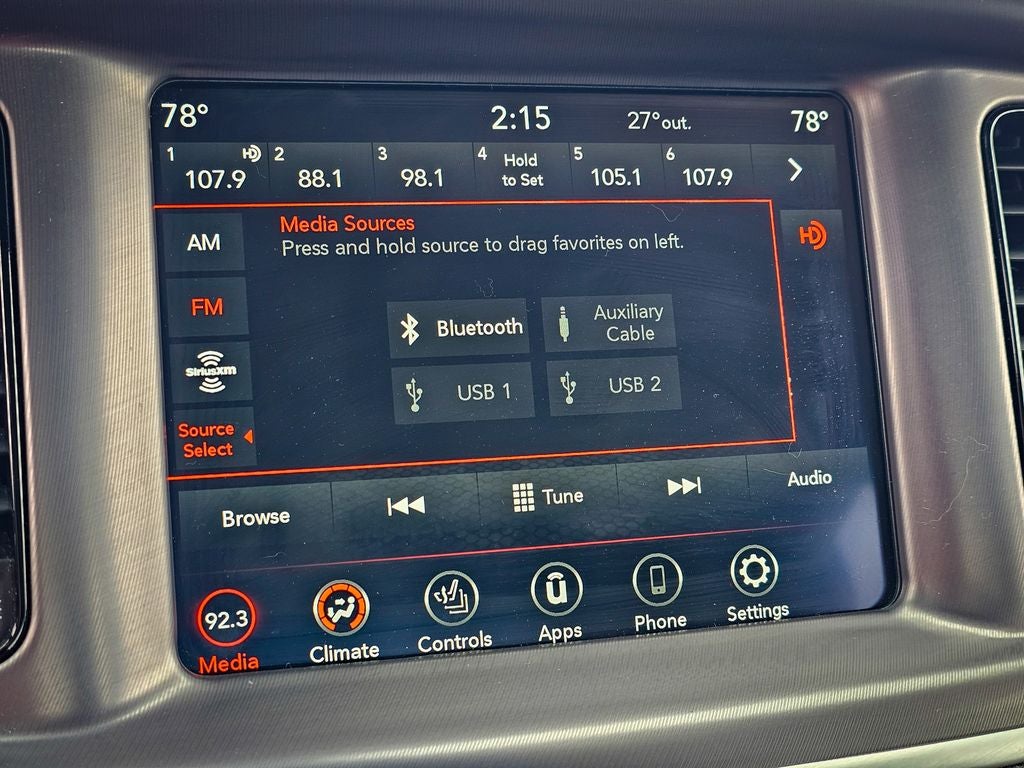 78° 2:15 27°out. 78°
1 HD 2 3 4 Hold 5 6
107.9 88.1 98.1 to Set 105.1 107.9
Media Sources
Press and hold source to drag favorites on left.
AM
HD
FM
Bluetooth
Auxiliary
Cable
SiriusXM
USB 1
USB 2
Source
Select
Browse
Tune
Audio
92.3
Media
Climate
Controls
u
Apps
Phone
Settings